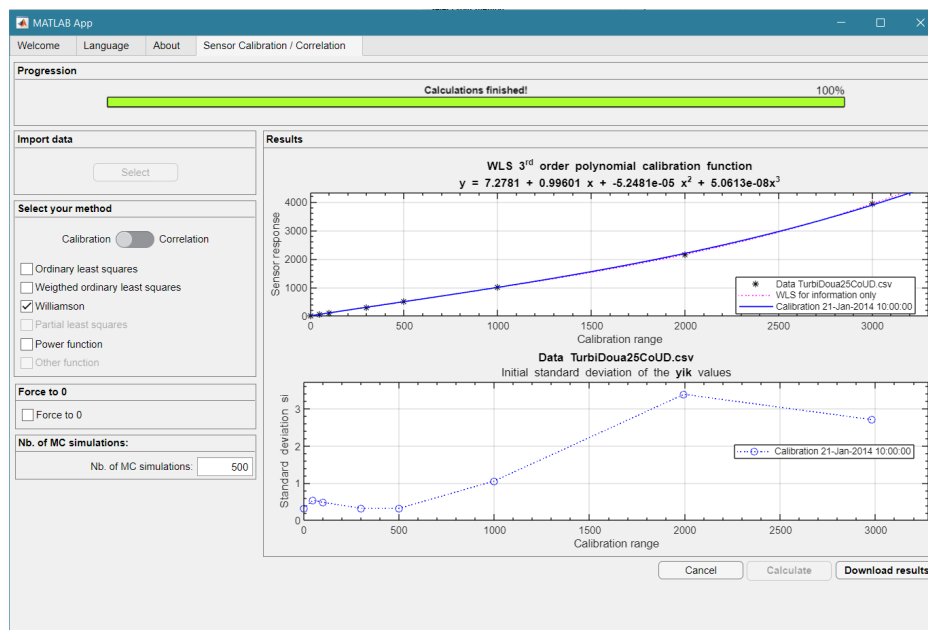 MATLAB App
Welcome Language About Sensor Calibration / Correlation
Progression
Calculations finished! 100%
Import data
Select
Select your method
Calibration Correlation
Ordinary least squares
Weigthed ordinary least squares
Williamson
Partial least squares
Power function
Other function
Force to 0
Force to 0
Nb. of MC simulations:
Nb. of MC simulations: 500
Results
WLS 3rd order polynomial calibration function
y = 7.2781 + 0.99601 x + -5.2481e-05 x2 + 5.0613e-08x3
4000
3000
2000
1000
0
Sensor response
Data TurbiDoua25CoUD.csv
WLS for information only
Calibration 21-Jan-2014 10:00:00
0 500 1000 1500 2000 2500 3000
Calibration range
Data TurbiDoua25CoUD.csv
Initial standard deviation of the yik values
3
2
1
0
Standard deviation si
Calibration 21-Jan-2014 10:00:00
0 500 1000 1500 2000 2500 3000
Calibration range
Cancel Calculate Download results